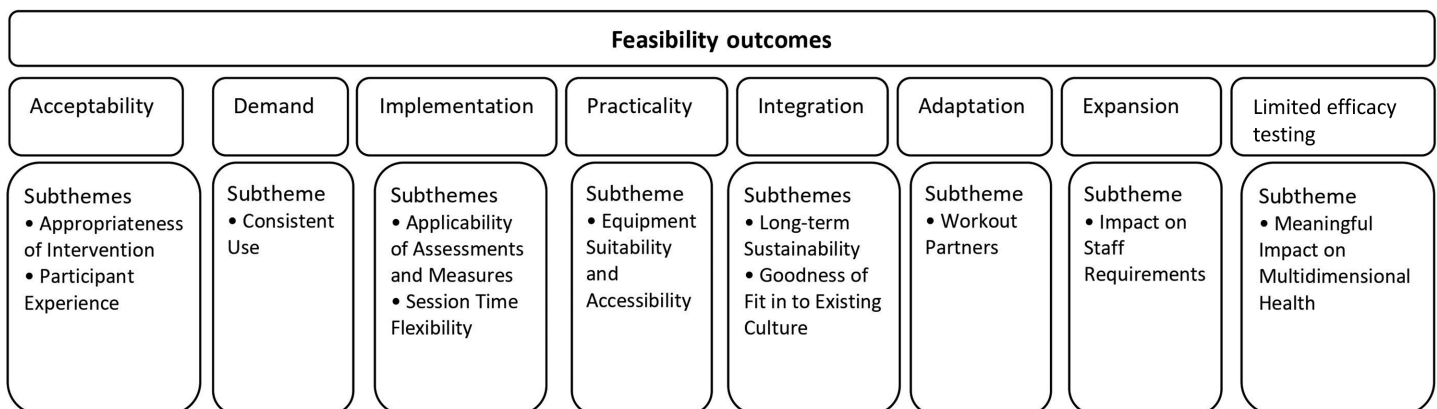 Feasibility outcomes
Acceptability
Demand
Implementation
Practicality
Integration
Adaptation
Expansion
Limited efficacy
testing
Subthemes
• Appropriateness
of Intervention
• Participant
Experience
Subtheme
• Consistent
Use
Subthemes
• Applicability
of Assessments
and Measures
• Session Time
Flexibility
Subtheme
• Equipment
Suitability
and
Accessibility
Subthemes
• Long-term
Sustainability
• Goodness of
Fit in to Existing
Culture
Subtheme
• Workout
Partners
Subtheme
• Impact on
Staff
Requirements
Subtheme
• Meaningful
Impact on
Multidimensional
Health